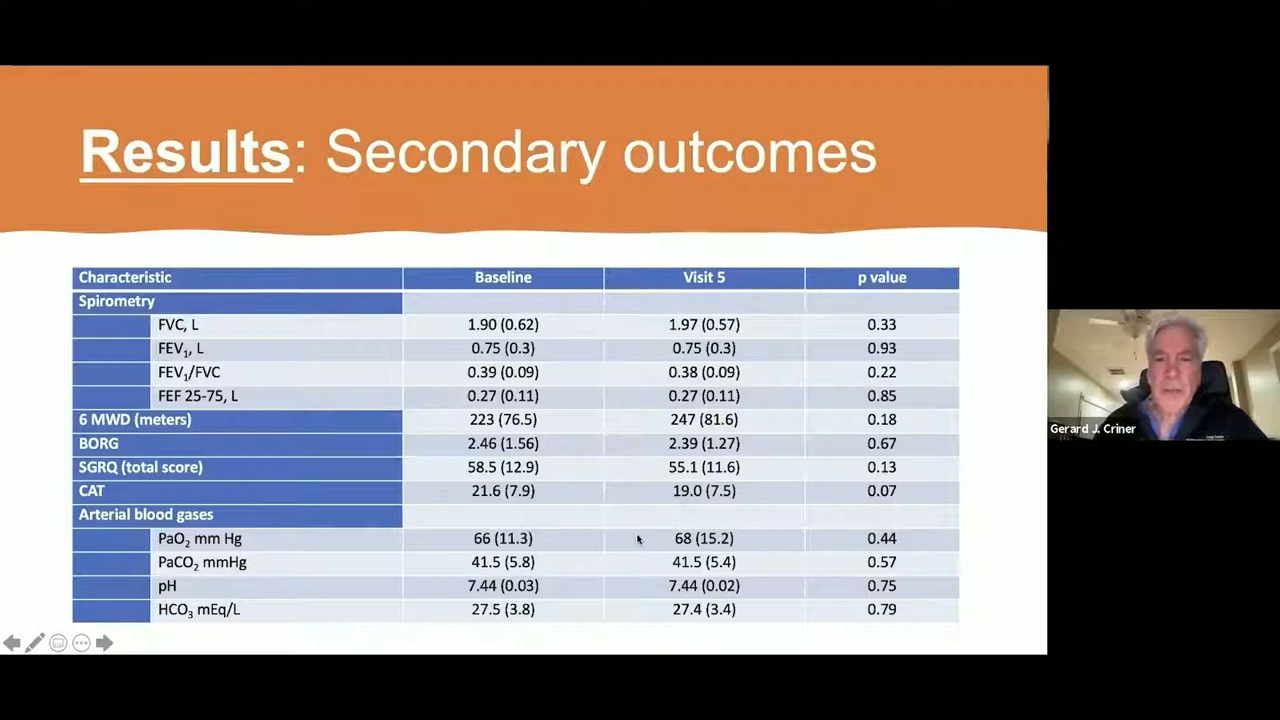 Results: Secondary outcomes
Characteristic Baseline Visit 5 p value
Spirometry
FVC, L 1.90 (0.62) 1.97 (0.57) 0.33
FEV₁, L 0.75 (0.3) 0.75 (0.3) 0.93
FEV₁/FVC 0.39 (0.09) 0.38 (0.09) 0.22
FEF 25-75, L 0.27 (0.11) 0.27 (0.11) 0.85
6 MWD (meters) 223 (76.5) 247 (81.6) 0.18
BORG 2.46 (1.56) 2.39 (1.27) 0.67
SGRQ (total score) 58.5 (12.9) 55.1 (11.6) 0.13
CAT 21.6 (7.9) 19.0 (7.5) 0.07
Arterial blood gases
PaO₂ mm Hg 66 (11.3) 68 (15.2) 0.44
PaCO₂ mmHg 41.5 (5.8) 41.5 (5.4) 0.57
pH 7.44 (0.03) 7.44 (0.02) 0.75
HCO₃ mEq/L 27.5 (3.8) 27.4 (3.4) 0.79
Gerard J. Criner